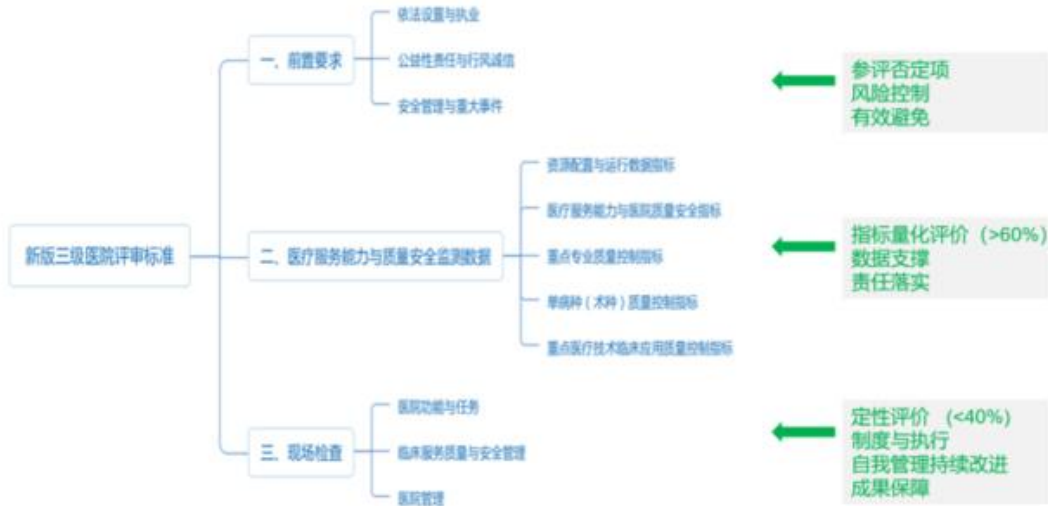 新版三级医院评审标准
一、前置要求
依法设置与执业
公益性责任与行风诚信
安全管理与重大事件
参评否定项
风险控制
有效避免
二、医疗服务能力与质量安全监测数据
资源配置与运行数据指标
医疗服务能力与医院质量安全指标
重点专业质量控制指标
单病种（术种）质量控制指标
重点医疗技术临床应用质量控制指标
指标量化评价（>60%）
数据支撑
责任落实
三、现场检查
医院功能与任务
临床服务质量与安全管理
医院管理
定性评价 （<40%）
制度与执行
自我管理持续改进
成果保障